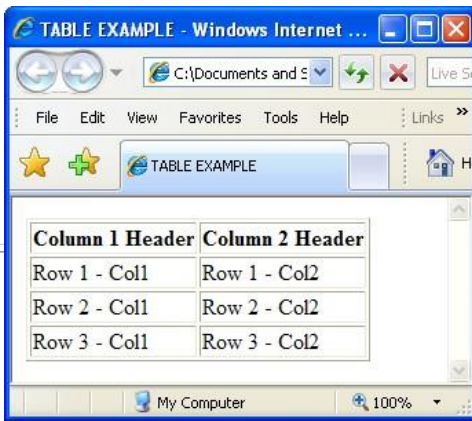 TABLE EXAMPLE - Windows Internet ...
C:\Documents and S
Live Se
File Edit View Favorites Tools Help Links »
TABLE EXAMPLE H
Column 1 Header Column 2 Header
Row 1 - Col1 Row 1 - Col2
Row 2 - Col1 Row 2 - Col2
Row 3 - Col1 Row 3 - Col2
My Computer 100%